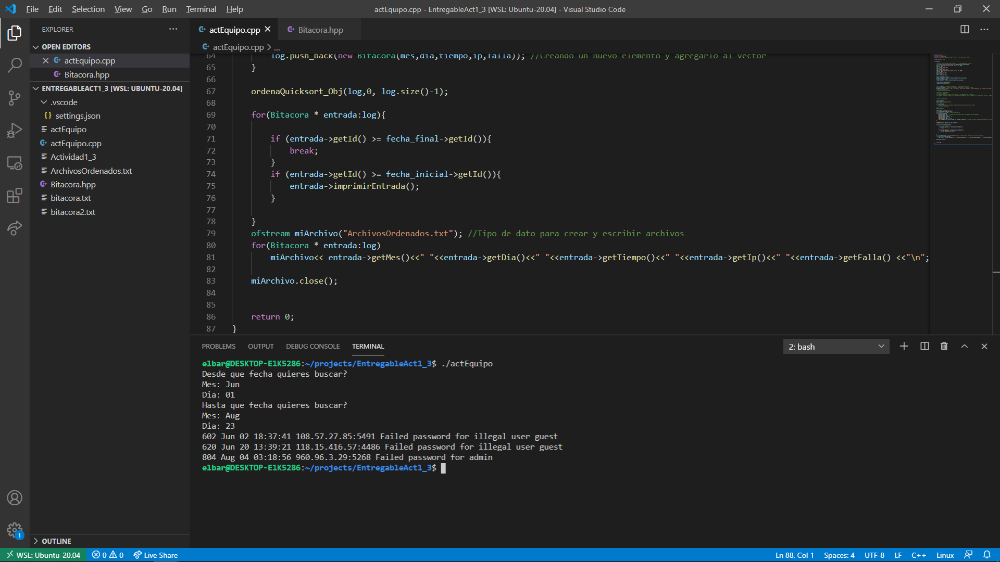 File Edit Selection View Go Run Terminal Help
actEquipo.cpp - EntregableAct1_3 [WSL: Ubuntu-20.04] - Visual Studio Code
EXPLORER
OPEN EDITORS
actEquipo.cpp
Bitacora.hpp
ENTREGABLEACT1_3 [WSL: UBUNTU-20.04]
.vscode
settings.json
actEquipo
actEquipo.cpp
Actividad1_3
ArchivosOrdenados.txt
Bitacora.hpp
bitacora.txt
bitacora2.txt
OUTLINE
actEquipo.cpp Bitacora.hpp
actEquipo.cpp > ...
64 log.push_back(new Bitacora(mes,dia,tiempo,ip,falla)); //Creando un nuevo elemento y agregarlo al vector
65 }
66
67 ordenaQuicksort_Obj(log,0, log.size()-1);
68
69 for(Bitacora * entrada:log){
70
71 if (entrada->getId() >= fecha_final->getId()){
72 break;
73 }
74 if (entrada->getId() >= fecha_inicial->getId()){
75 entrada->imprimirEntrada();
76 }
77
78 }
79 ofstream miArchivo("ArchivosOrdenados.txt"); //Tipo de dato para crear y escribir archivos
80 for(Bitacora * entrada:log)
81 miArchivo<< entrada->getMes()<<" "<<entrada->getDia()<<" "<<entrada->getTiempo()<<" "<<entrada->getIp()<<" "<<entrada->getFalla() <<"\n";
82
83 miArchivo.close();
84
85
86 return 0;
87 }
PROBLEMS OUTPUT DEBUG CONSOLE TERMINAL
2: bash
elbar@DESKTOP-E1K5286:~/projects/EntregableAct1_3$ ./actEquipo
Desde que fecha quieres buscar?
Mes: Jun
Dia: 01
Hasta que fecha quieres buscar?
Mes: Aug
Dia: 23
602 Jun 02 18:37:41 108.57.27.85:5491 Failed password for illegal user guest
620 Jun 20 13:39:21 118.15.416.57:4486 Failed password for illegal user guest
804 Aug 04 03:18:56 960.96.3.29:5268 Failed password for admin
elbar@DESKTOP-E1K5286:~/projects/EntregableAct1_3$
1
WSL: Ubuntu-20.04 0 0 Live Share
Ln 88, Col 1 Spaces: 4 UTF-8 LF C++ Linux